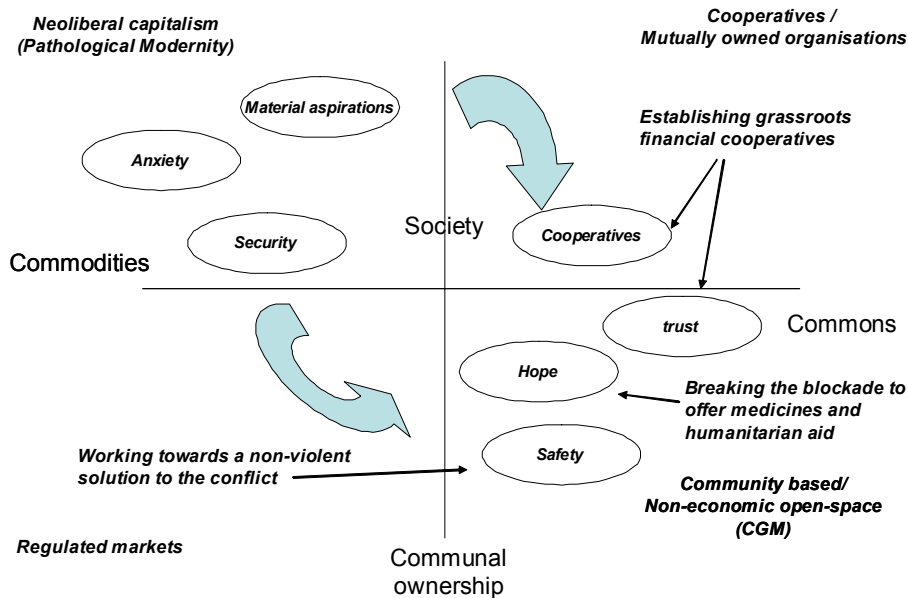 Neoliberal capitalism
(Pathological Modernity)
Cooperatives /
Mutually owned organisations
Material aspirations
Establishing grassroots
financial cooperatives
Anxiety
Society
Cooperatives
Security
Commodities
trust
Commons
Hope
Breaking the blockade to
offer medicines and
humanitarian aid
Working towards a non-violent
solution to the conflict
Safety
Community based/
Non-economic open-space
(CGM)
Regulated markets
Communal
ownership